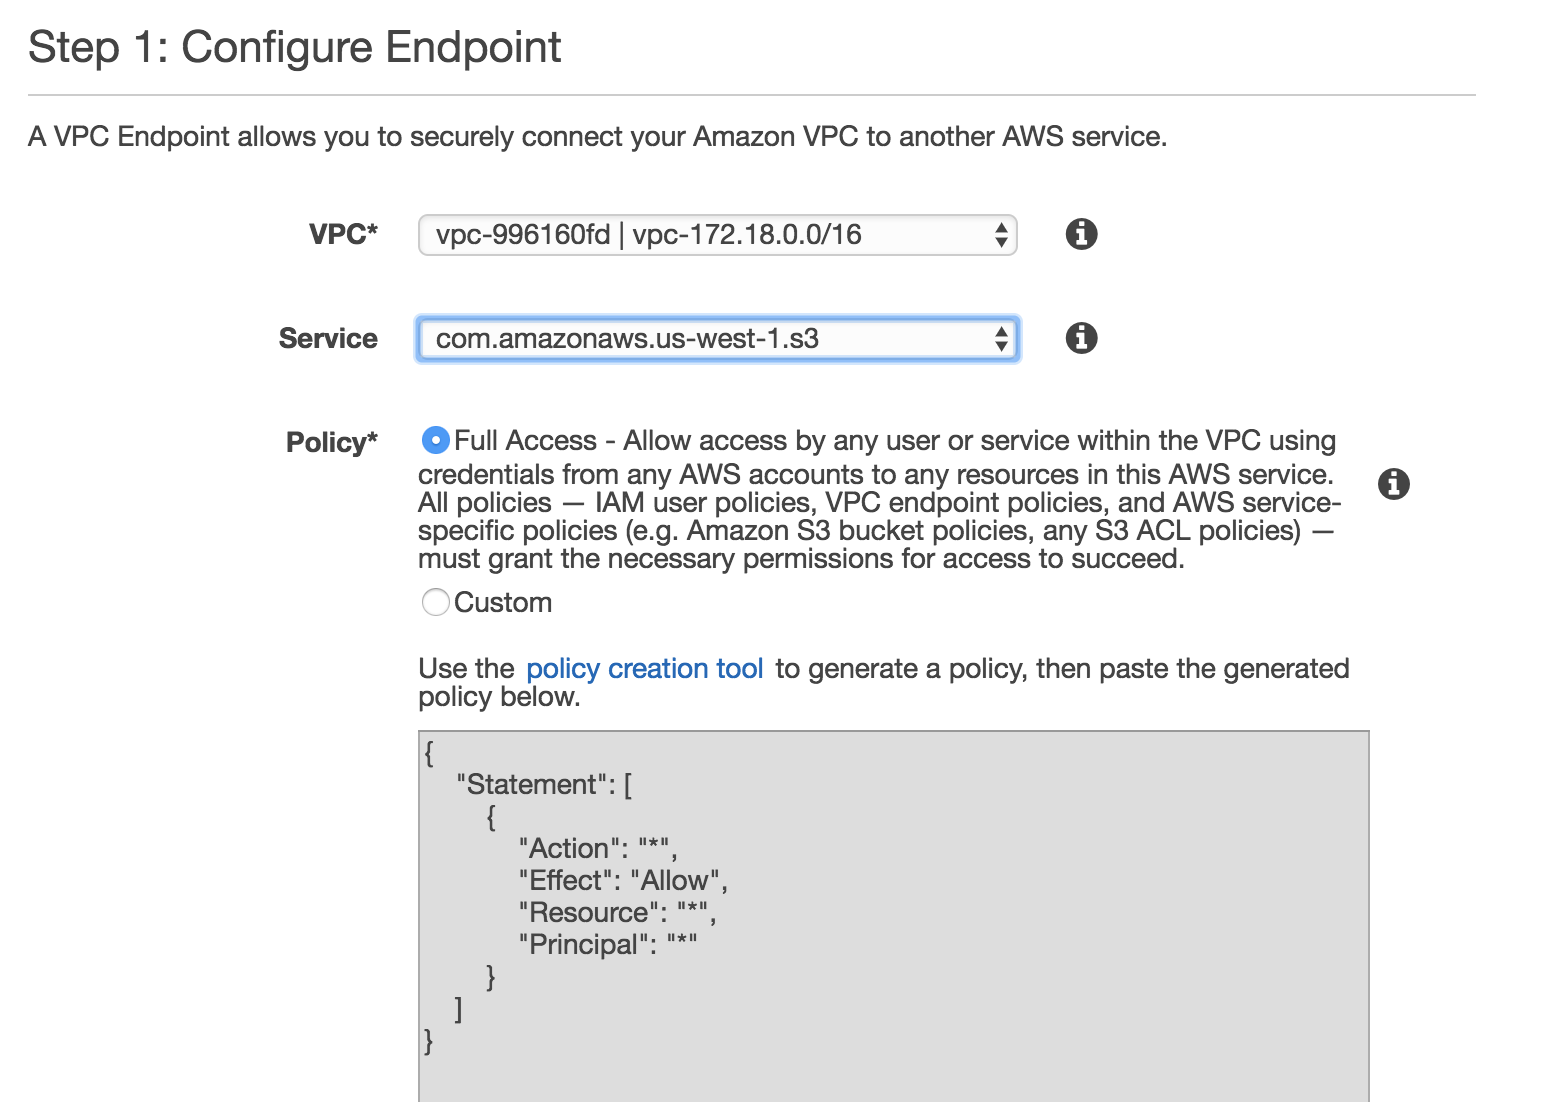 Step 1: Configure Endpoint
A VPC Endpoint allows you to securely connect your Amazon VPC to another AWS service.
VPC* vpc-996160fd | vpc-172.18.0.0/16
Service com.amazonaws.us-west-1.s3
Policy* Full Access - Allow access by any user or service within the VPC using
credentials from any AWS accounts to any resources in this AWS service.
All policies — IAM user policies, VPC endpoint policies, and AWS service-
specific policies (e.g. Amazon S3 bucket policies, any S3 ACL policies) —
must grant the necessary permissions for access to succeed.
Custom
Use the policy creation tool to generate a policy, then paste the generated
policy below.
{
"Statement": [
{
"Action": "*",
"Effect": "Allow",
"Resource": "*",
"Principal": "*"
}
]
}